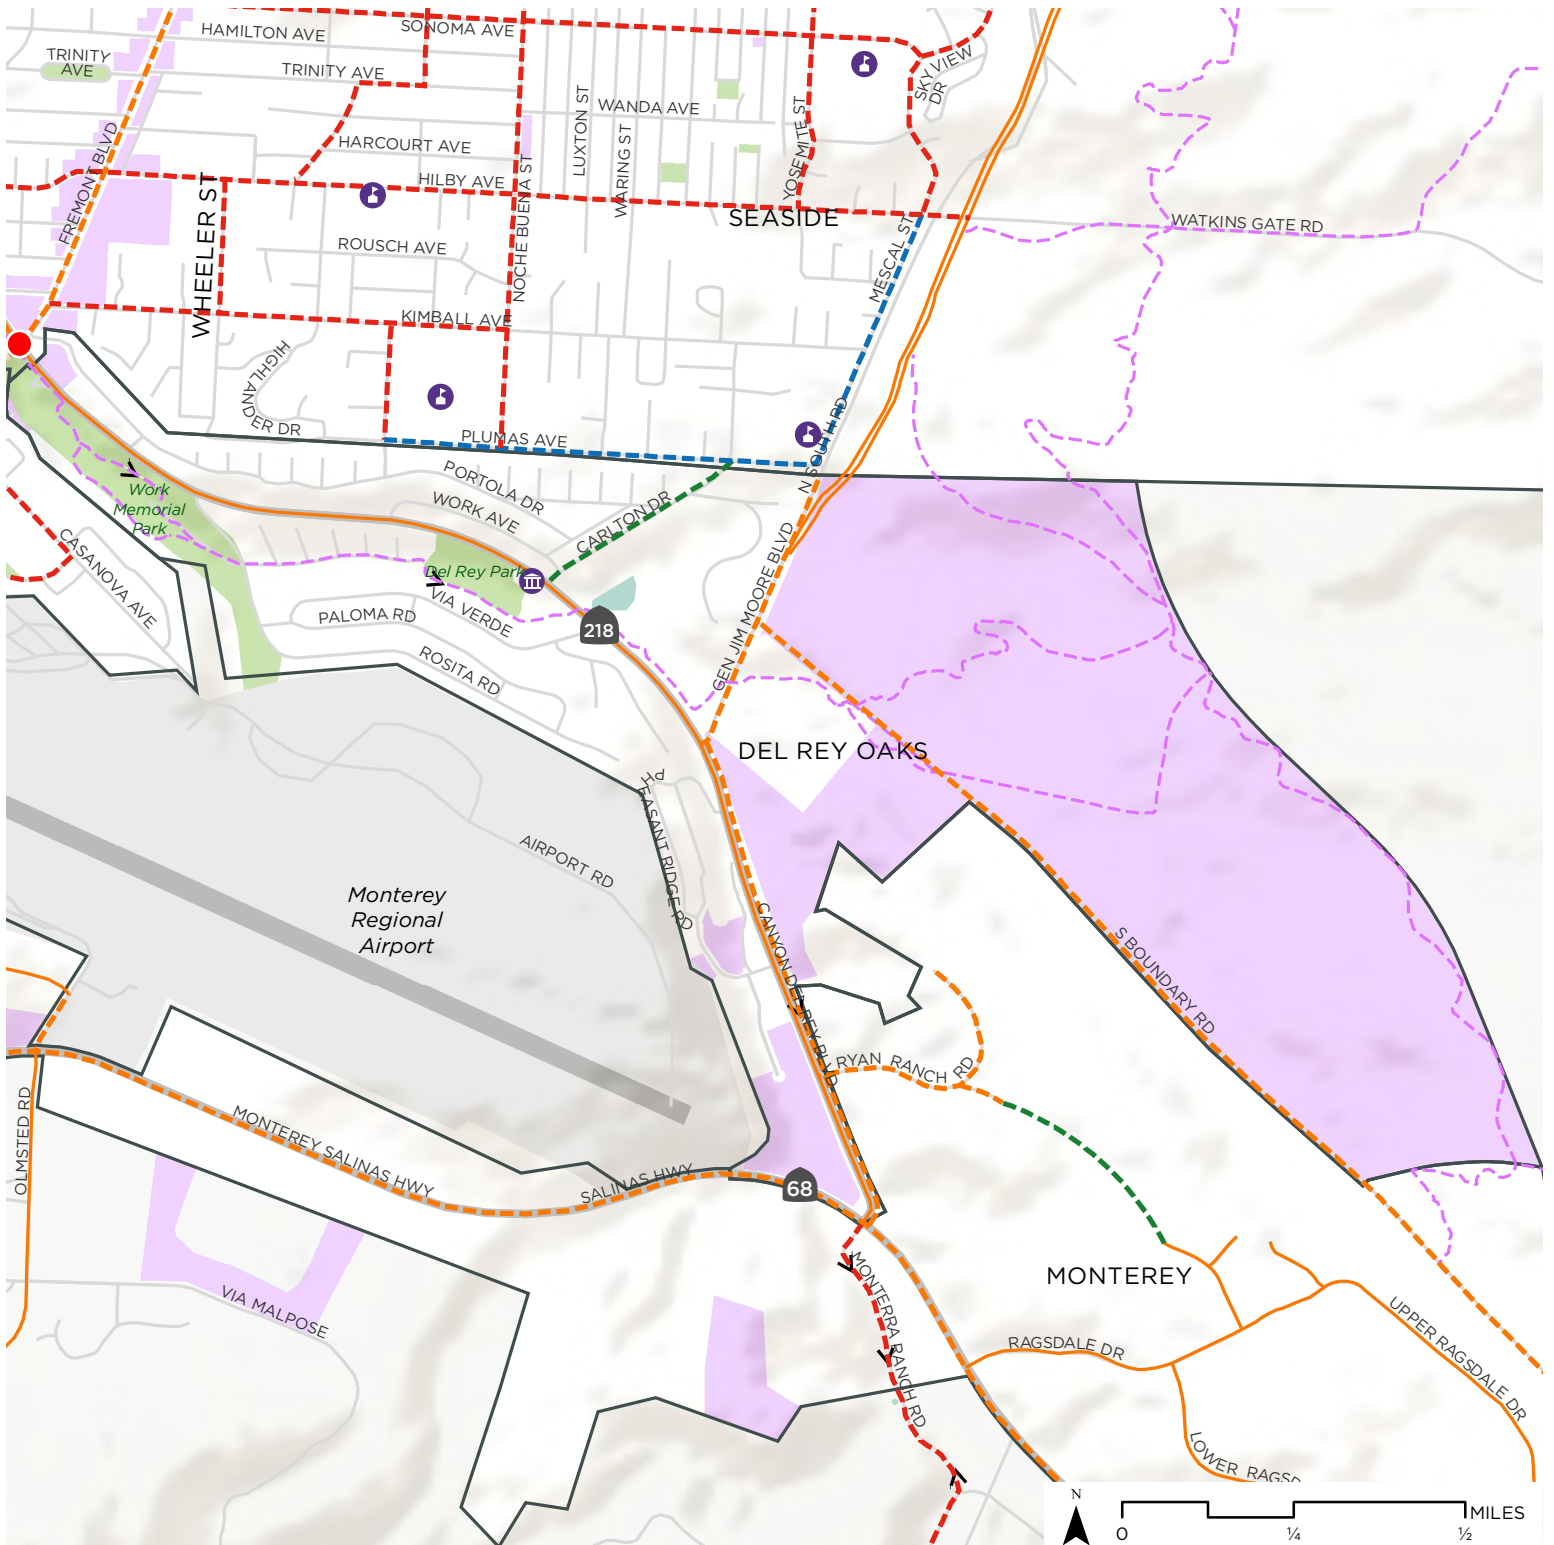 HAMILTON AVE
SONOMA AVE
TRINITY
AVE
TRINITY AVE
SKY VIEW
DR
WANDA AVE
LUXTON ST
WARING ST
YOSEMITE ST
FREMONT BLVD
HARCOURT AVE
HILBY AVE
WHEELER ST
NOCHE BUENA ST
SEASIDE
WATKINS GATE RD
MESCAL ST
ROUSCH AVE
KIMBALL AVE
HIGHLANDER DR
PLUMAS AVE
N SOUTH RD
PORTOLA DR
WORK AVE
CARLTON DR
Work
Memorial
Park
CASANOVA AVE
Del Rey Park
VIA VERDE
PALOMA RD
218
GEN JIM MOORE BLVD
ROSITA RD
DEL REY OAKS
PHEASANT RIDGE RD
AIRPORT RD
Monterey
Regional
Airport
CANYON DEL REY BLVD
S BOUNDARY RD
RYAN RANCH RD
OLMSTED RD
MONTEREY SALINAS HWY
SALINAS HWY
68
MONTERRA RANCH RD
MONTEREY
VIA MALPOSE
RAGSDALE DR
UPPER RAGSDALE DR
LOWER RAGSD
N
MILES
0
¼
½